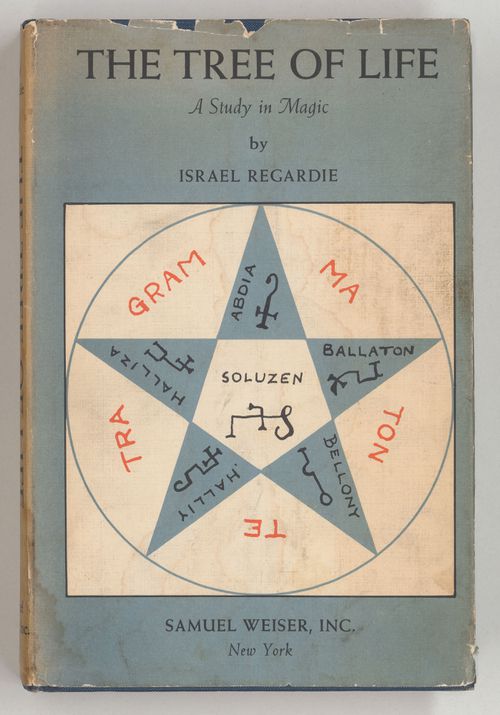 THE TREE OF LIFE
A Study in Magic
by
ISRAEL REGARDIE
GRAM
MA
TON
TE
TRA
ABDIA
BALLATON
BELLONY
HALLIY
HALLIZA
SOLUZEN
SAMUEL WEISER, INC.
New York